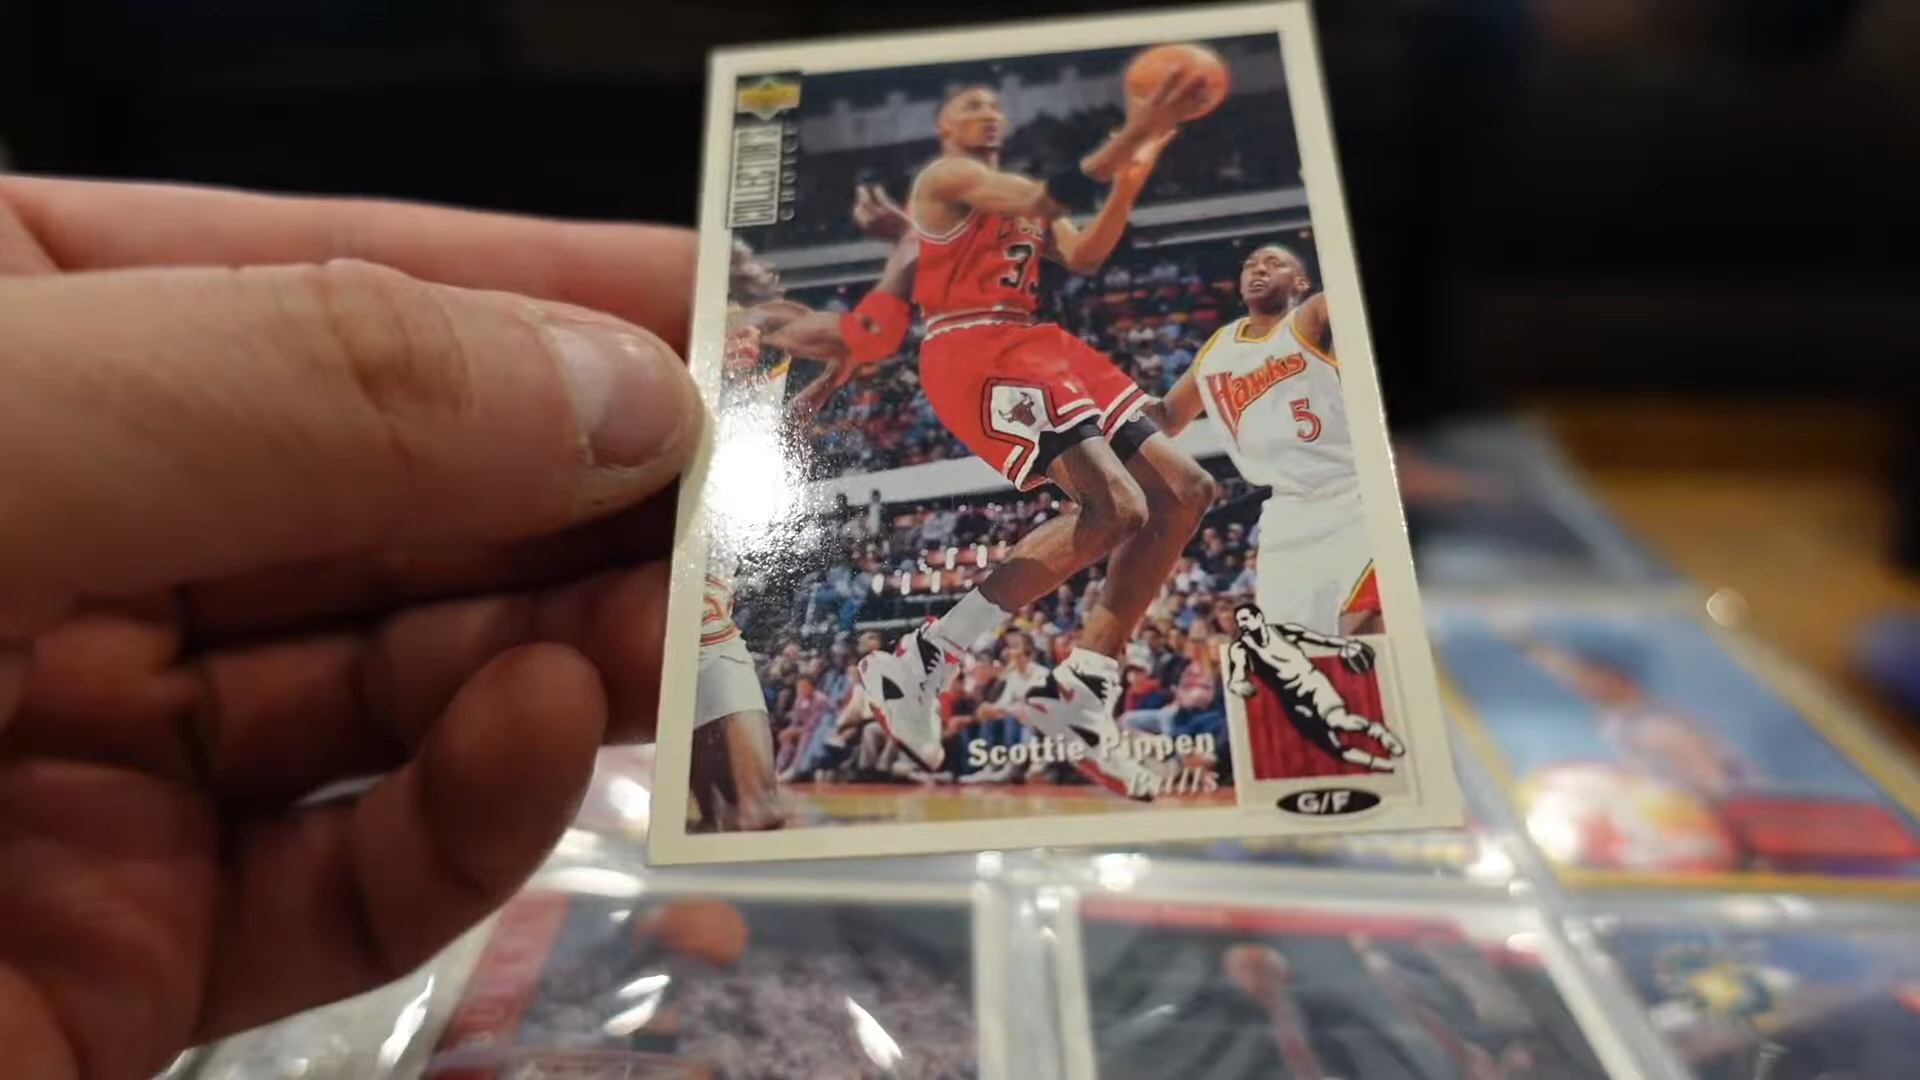 COLLECTOR'S
CHOICE
Hawks
5
Scottie Pippen
Bulls
G/F